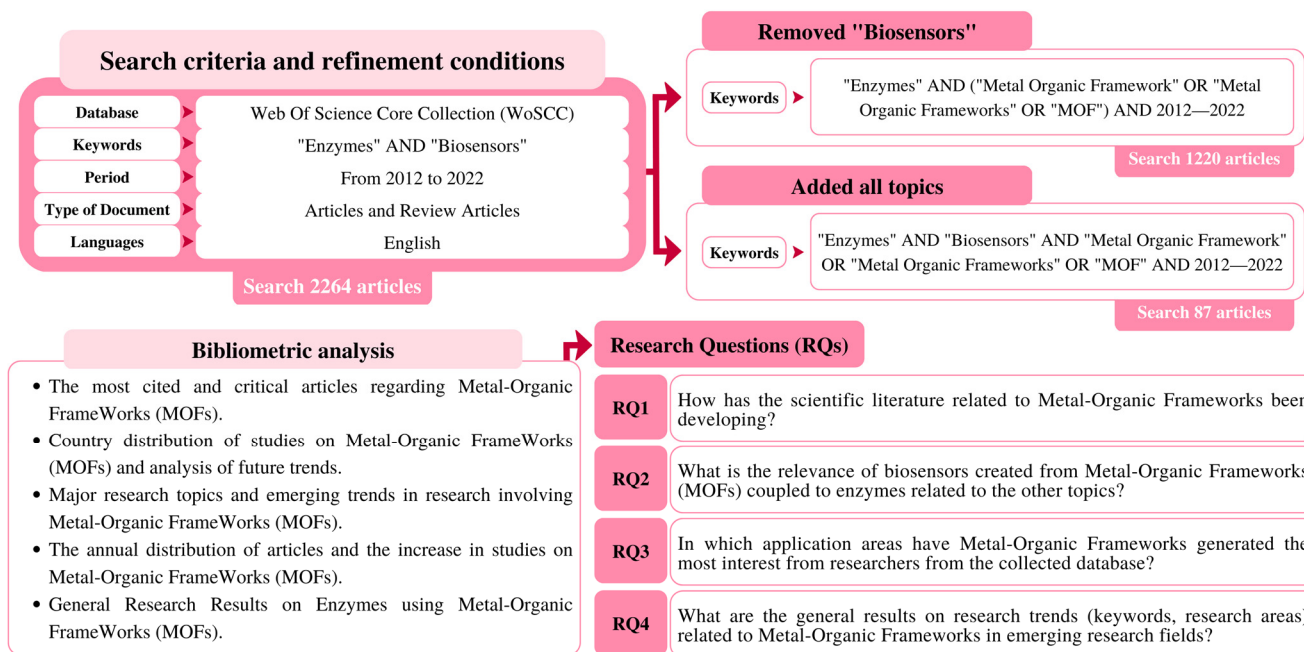 Search criteria and refinement conditions
Database
Web Of Science Core Collection (WoSCC)
Keywords
"Enzymes" AND "Biosensors"
Period
From 2012 to 2022
Type of Document
Articles and Review Articles
Languages
English
Search 2264 articles
Removed "Biosensors"
Keywords
"Enzymes" AND ("Metal Organic Framework" OR "Metal
Organic Frameworks" OR "MOF") AND 2012—2022
Search 1220 articles
Added all topics
Keywords
"Enzymes" AND "Biosensors" AND "Metal Organic Framework"
OR "Metal Organic Frameworks" OR "MOF" AND 2012—2022
Search 87 articles
Bibliometric analysis
• The most cited and critical articles regarding Metal-Organic
FrameWorks (MOFs).
• Country distribution of studies on Metal-Organic FrameWorks
(MOFs) and analysis of future trends.
• Major research topics and emerging trends in research involving
Metal-Organic FrameWorks (MOFs).
• The annual distribution of articles and the increase in studies on
Metal-Organic FrameWorks (MOFs).
• General Research Results on Enzymes using Metal-Organic
FrameWorks (MOFs).
Research Questions (RQs)
RQ1
How has the scientific literature related to Metal-Organic Frameworks been
developing?
RQ2
What is the relevance of biosensors created from Metal-Organic Frameworks
(MOFs) coupled to enzymes related to the other topics?
RQ3
In which application areas have Metal-Organic Frameworks generated the
most interest from researchers from the collected database?
RQ4
What are the general results on research trends (keywords, research areas)
related to Metal-Organic Frameworks in emerging research fields?